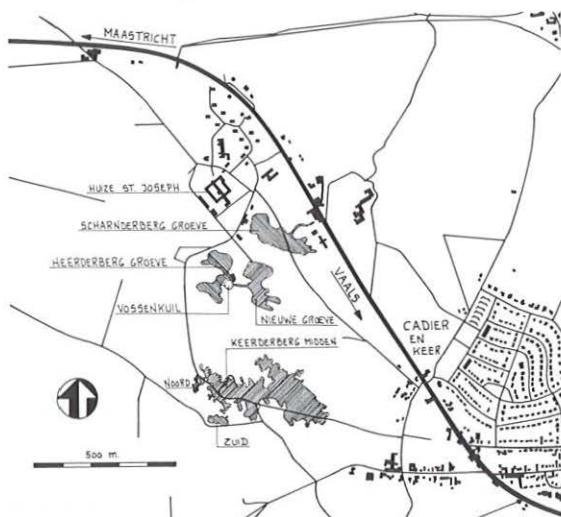 MAASTRICHT
HUIZE ST. JOSEPH
SCHARNDERBERG GROEVE
HEERDERBERG GROEVE
VAALS
VOSSENKUIL
NIEUWE GROEVE
CADIER
EN
KEER
KEERDERBERG MIDDEN
NOORD
ZUID
500 m.